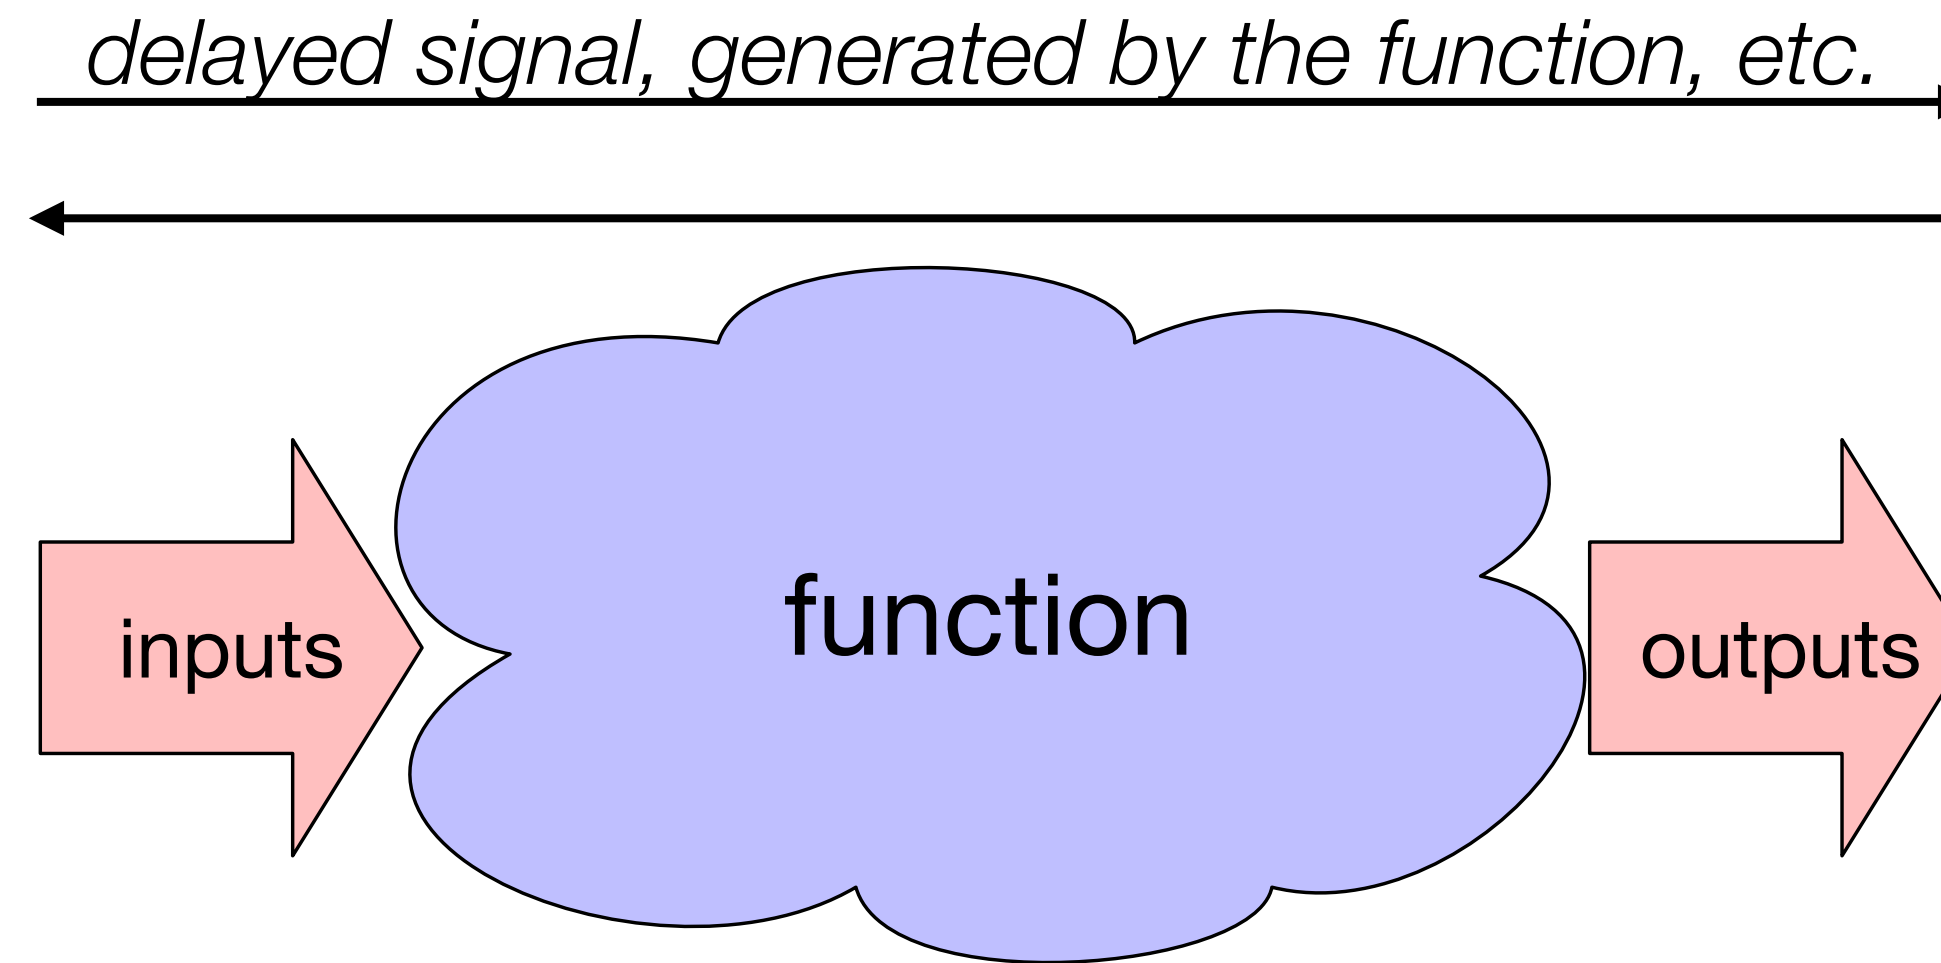 delayed signal, generated by the function, etc.
function
inputs
outputs